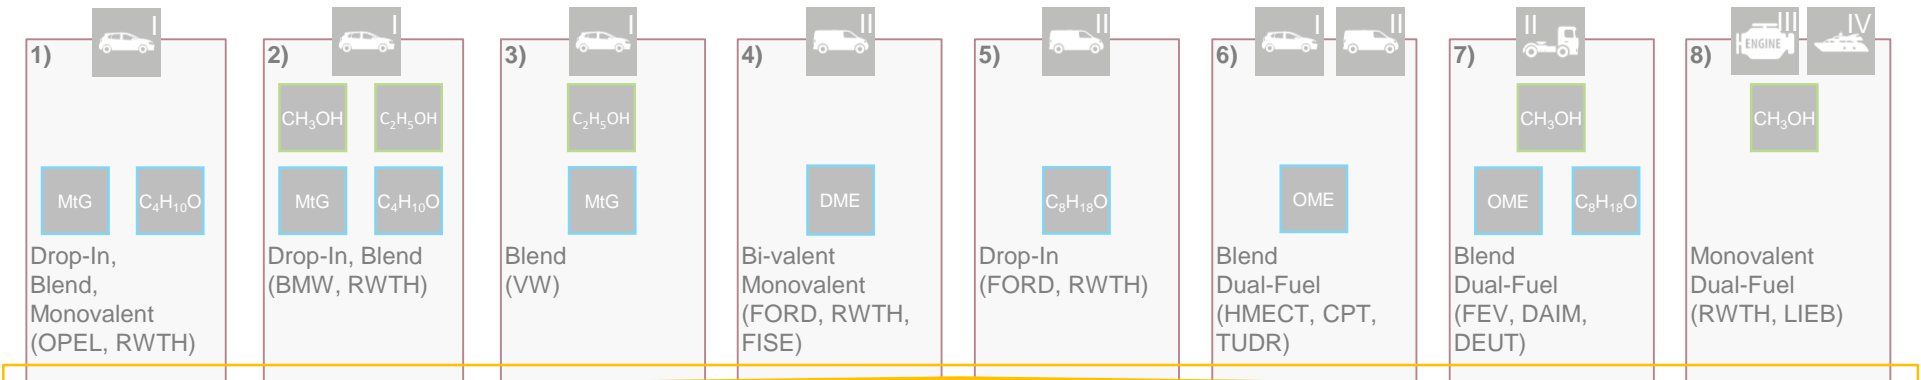 1)
I
MtG
C₄H₁₀O
Drop-In,
Blend,
Monovalent
(OPEL, RWTH)
2)
I
CH₃OH
C₂H₅OH
MtG
C₄H₁₀O
Drop-In, Blend
(BMW, RWTH)
3)
I
C₂H₅OH
MtG
Blend
(VW)
4)
II
DME
Bi-valent
Monovalent
(FORD, RWTH,
FISE)
5)
II
C₈H₁₈O
Drop-In
(FORD, RWTH)
6)
I
II
OME
Blend
Dual-Fuel
(HMECT, CPT,
TUDR)
7)
II
CH₃OH
OME
C₈H₁₈O
Blend
Dual-Fuel
(FEV, DAIM,
DEUT)
8)
III
ENGINE
IV
CH₃OH
Monovalent
Dual-Fuel
(RWTH, LIEB)